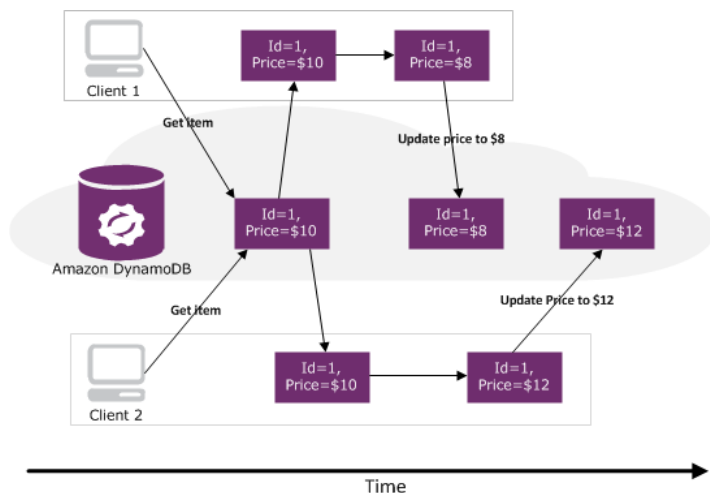 Id=1,
Price=$10
Id=1,
Price=$8
Client 1
Get item
Update price to $8
Id=1,
Price=$10
Id=1,
Price=$8
Id=1,
Price=$12
Amazon DynamoDB
Get item
Update Price to $12
Id=1,
Price=$10
Id=1,
Price=$12
Client 2
Time